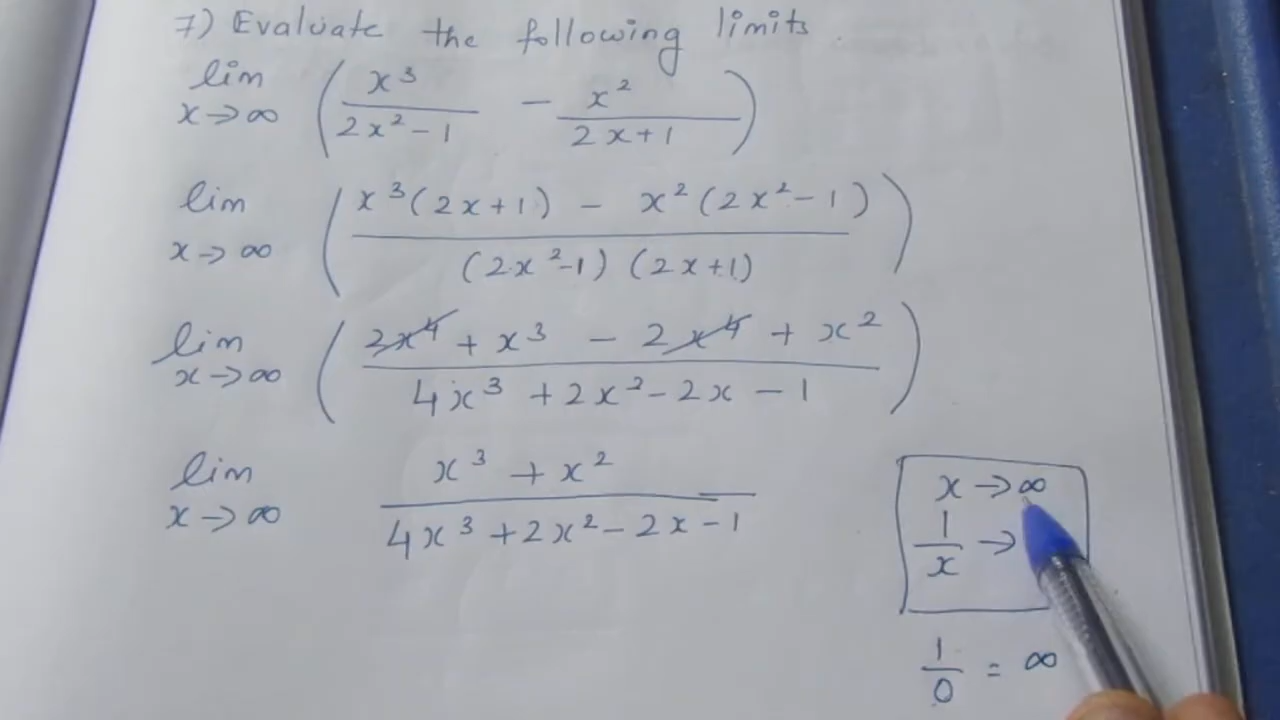 7) Evaluate the following limits
lim x→∞ ( x³/(2x²-1) - x²/(2x+1) )
lim x→∞ ( (x³(2x+1) - x²(2x²-1)) / ((2x²-1)(2x+1)) )
lim x→∞ ( (2x⁴ + x³ - 2x⁴ + x²) / (4x³ + 2x² - 2x - 1) )
lim x→∞ (x³ + x²) / (4x³ + 2x² - 2x - 1)
x→∞
1/x →
1/0 = ∞